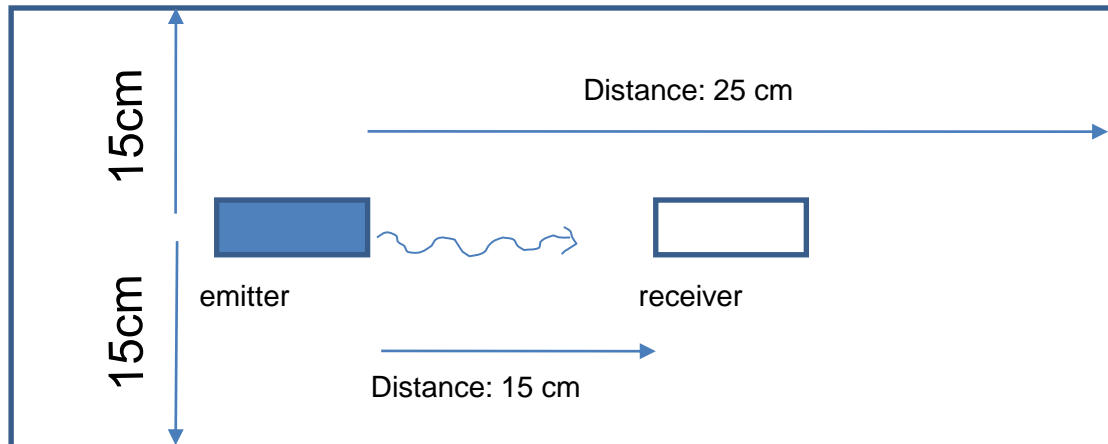 15cm
Distance: 25 cm
emitter
receiver
15cm
Distance: 15 cm